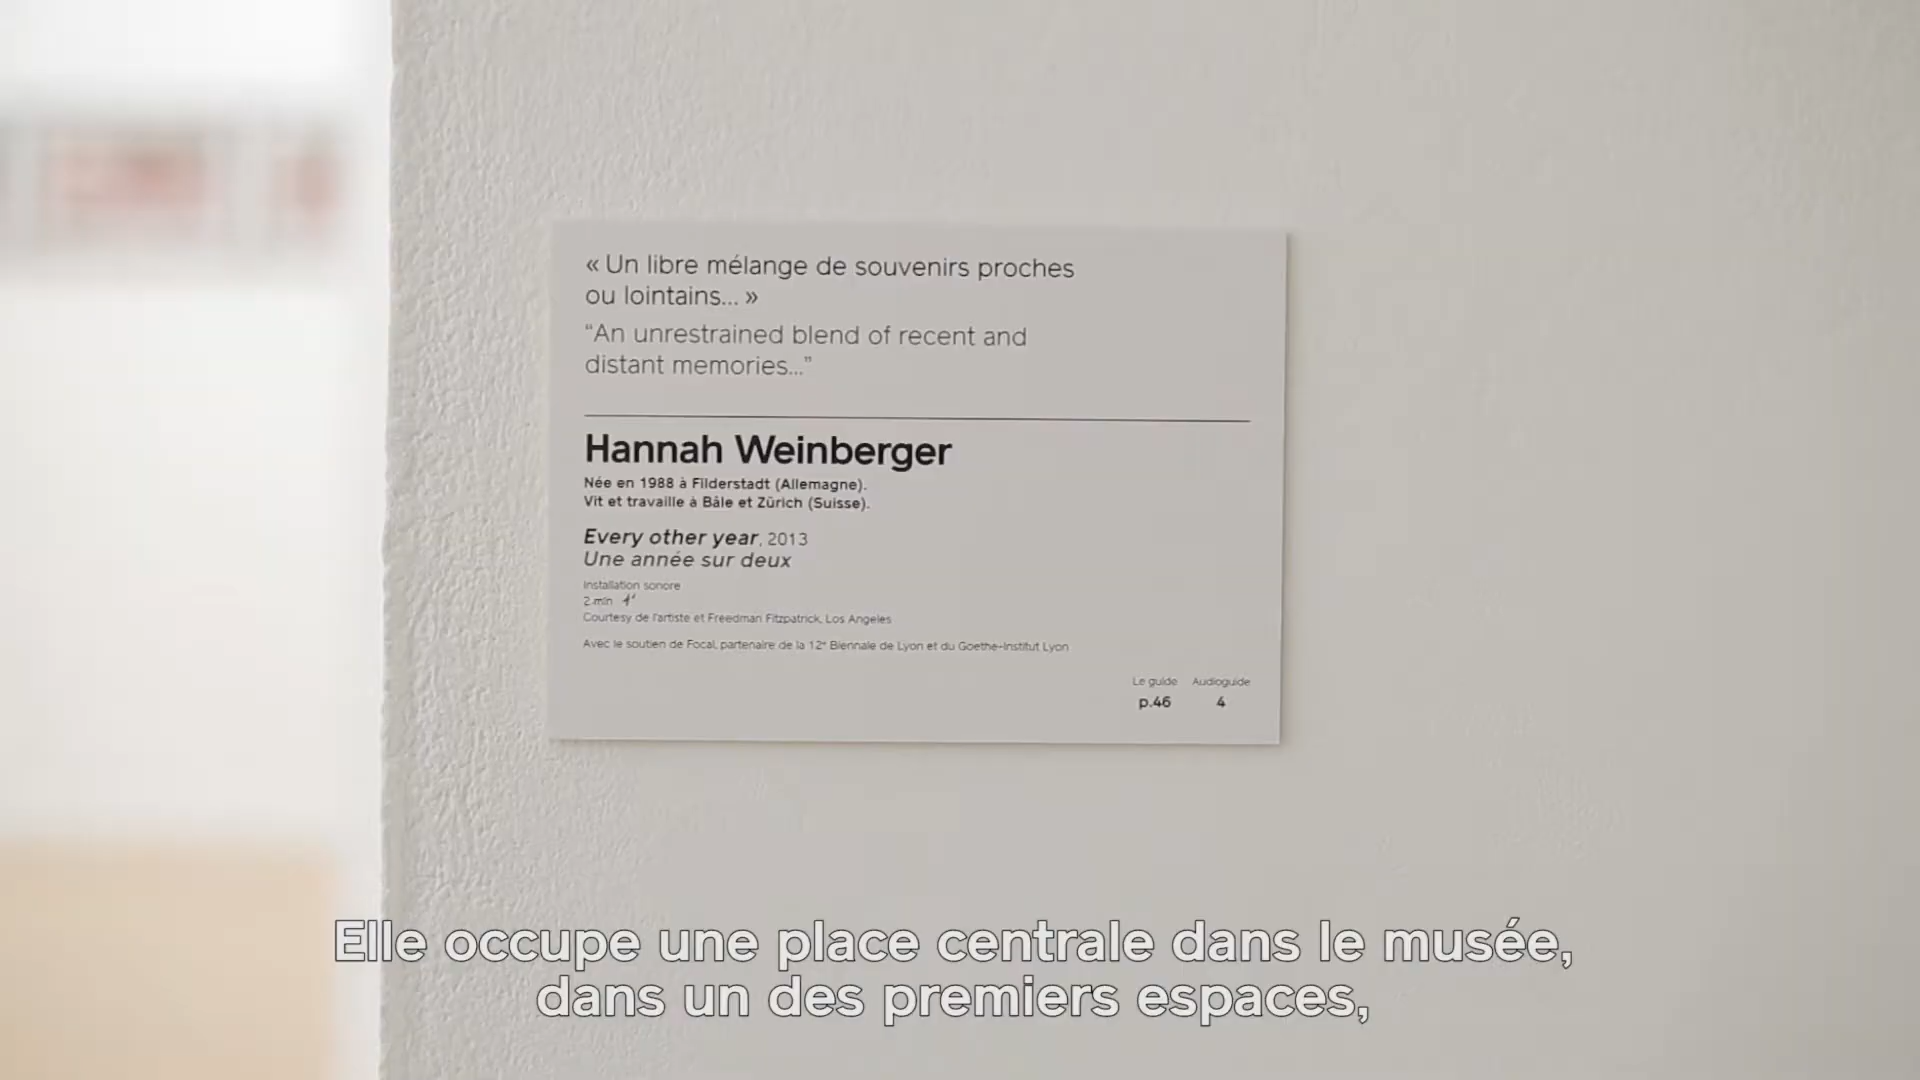 « Un libre mélange de souvenirs proches
ou lointains... »
“An unrestrained blend of recent and
distant memories...”
Hannah Weinberger
Née en 1988 à Filderstadt (Allemagne).
Vit et travaille à Bâle et Zürich (Suisse).
Every other year, 2013
Une année sur deux
Installation sonore
2 min 4'
Courtesy de l'artiste et Freedman Fitzpatrick, Los Angeles
Avec le soutien de Focal, partenaire de la 12e Biennale de Lyon et du Goethe-Institut Lyon
Le guide Audioguide
p.46 4
Elle occupe une place centrale dans le musée,
dans un des premiers espaces,